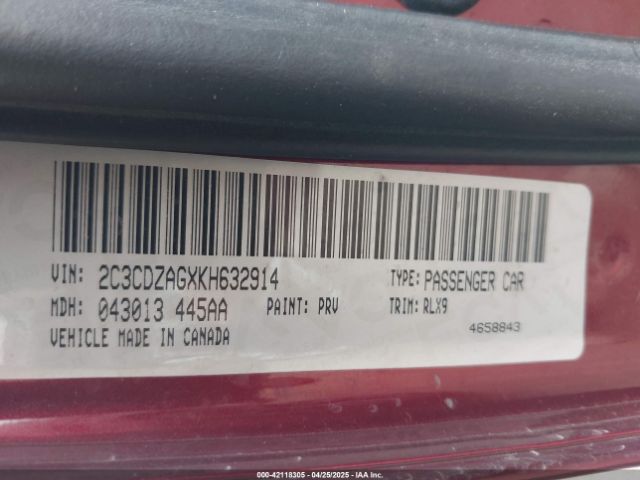 VIN: 2C3CDZAGXKH632914 TYPE: PASSENGER CAR
MDH: 043013 445AA PAINT: PRV TRIM: RLX9
VEHICLE MADE IN CANADA 4658843
000-42118305 - 04/25/2025 - IAA Inc.